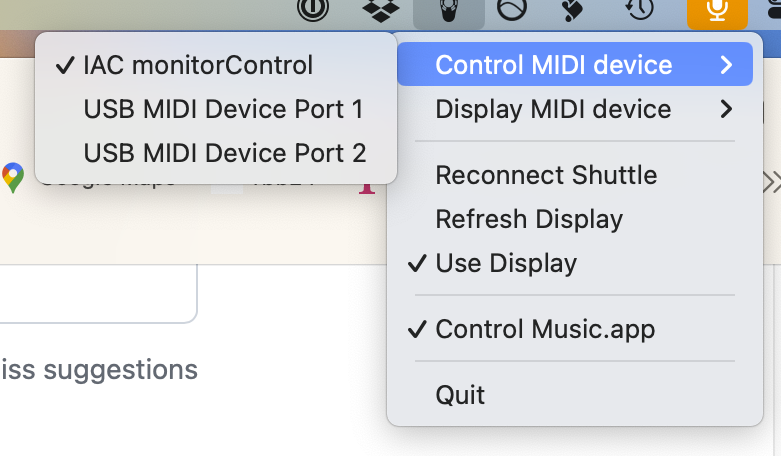 IAC monitorControl
USB MIDI Device Port 1
USB MIDI Device Port 2
Control MIDI device
Display MIDI device
Reconnect Shuttle
Refresh Display
Use Display
Control Music.app
Quit
iss suggestions